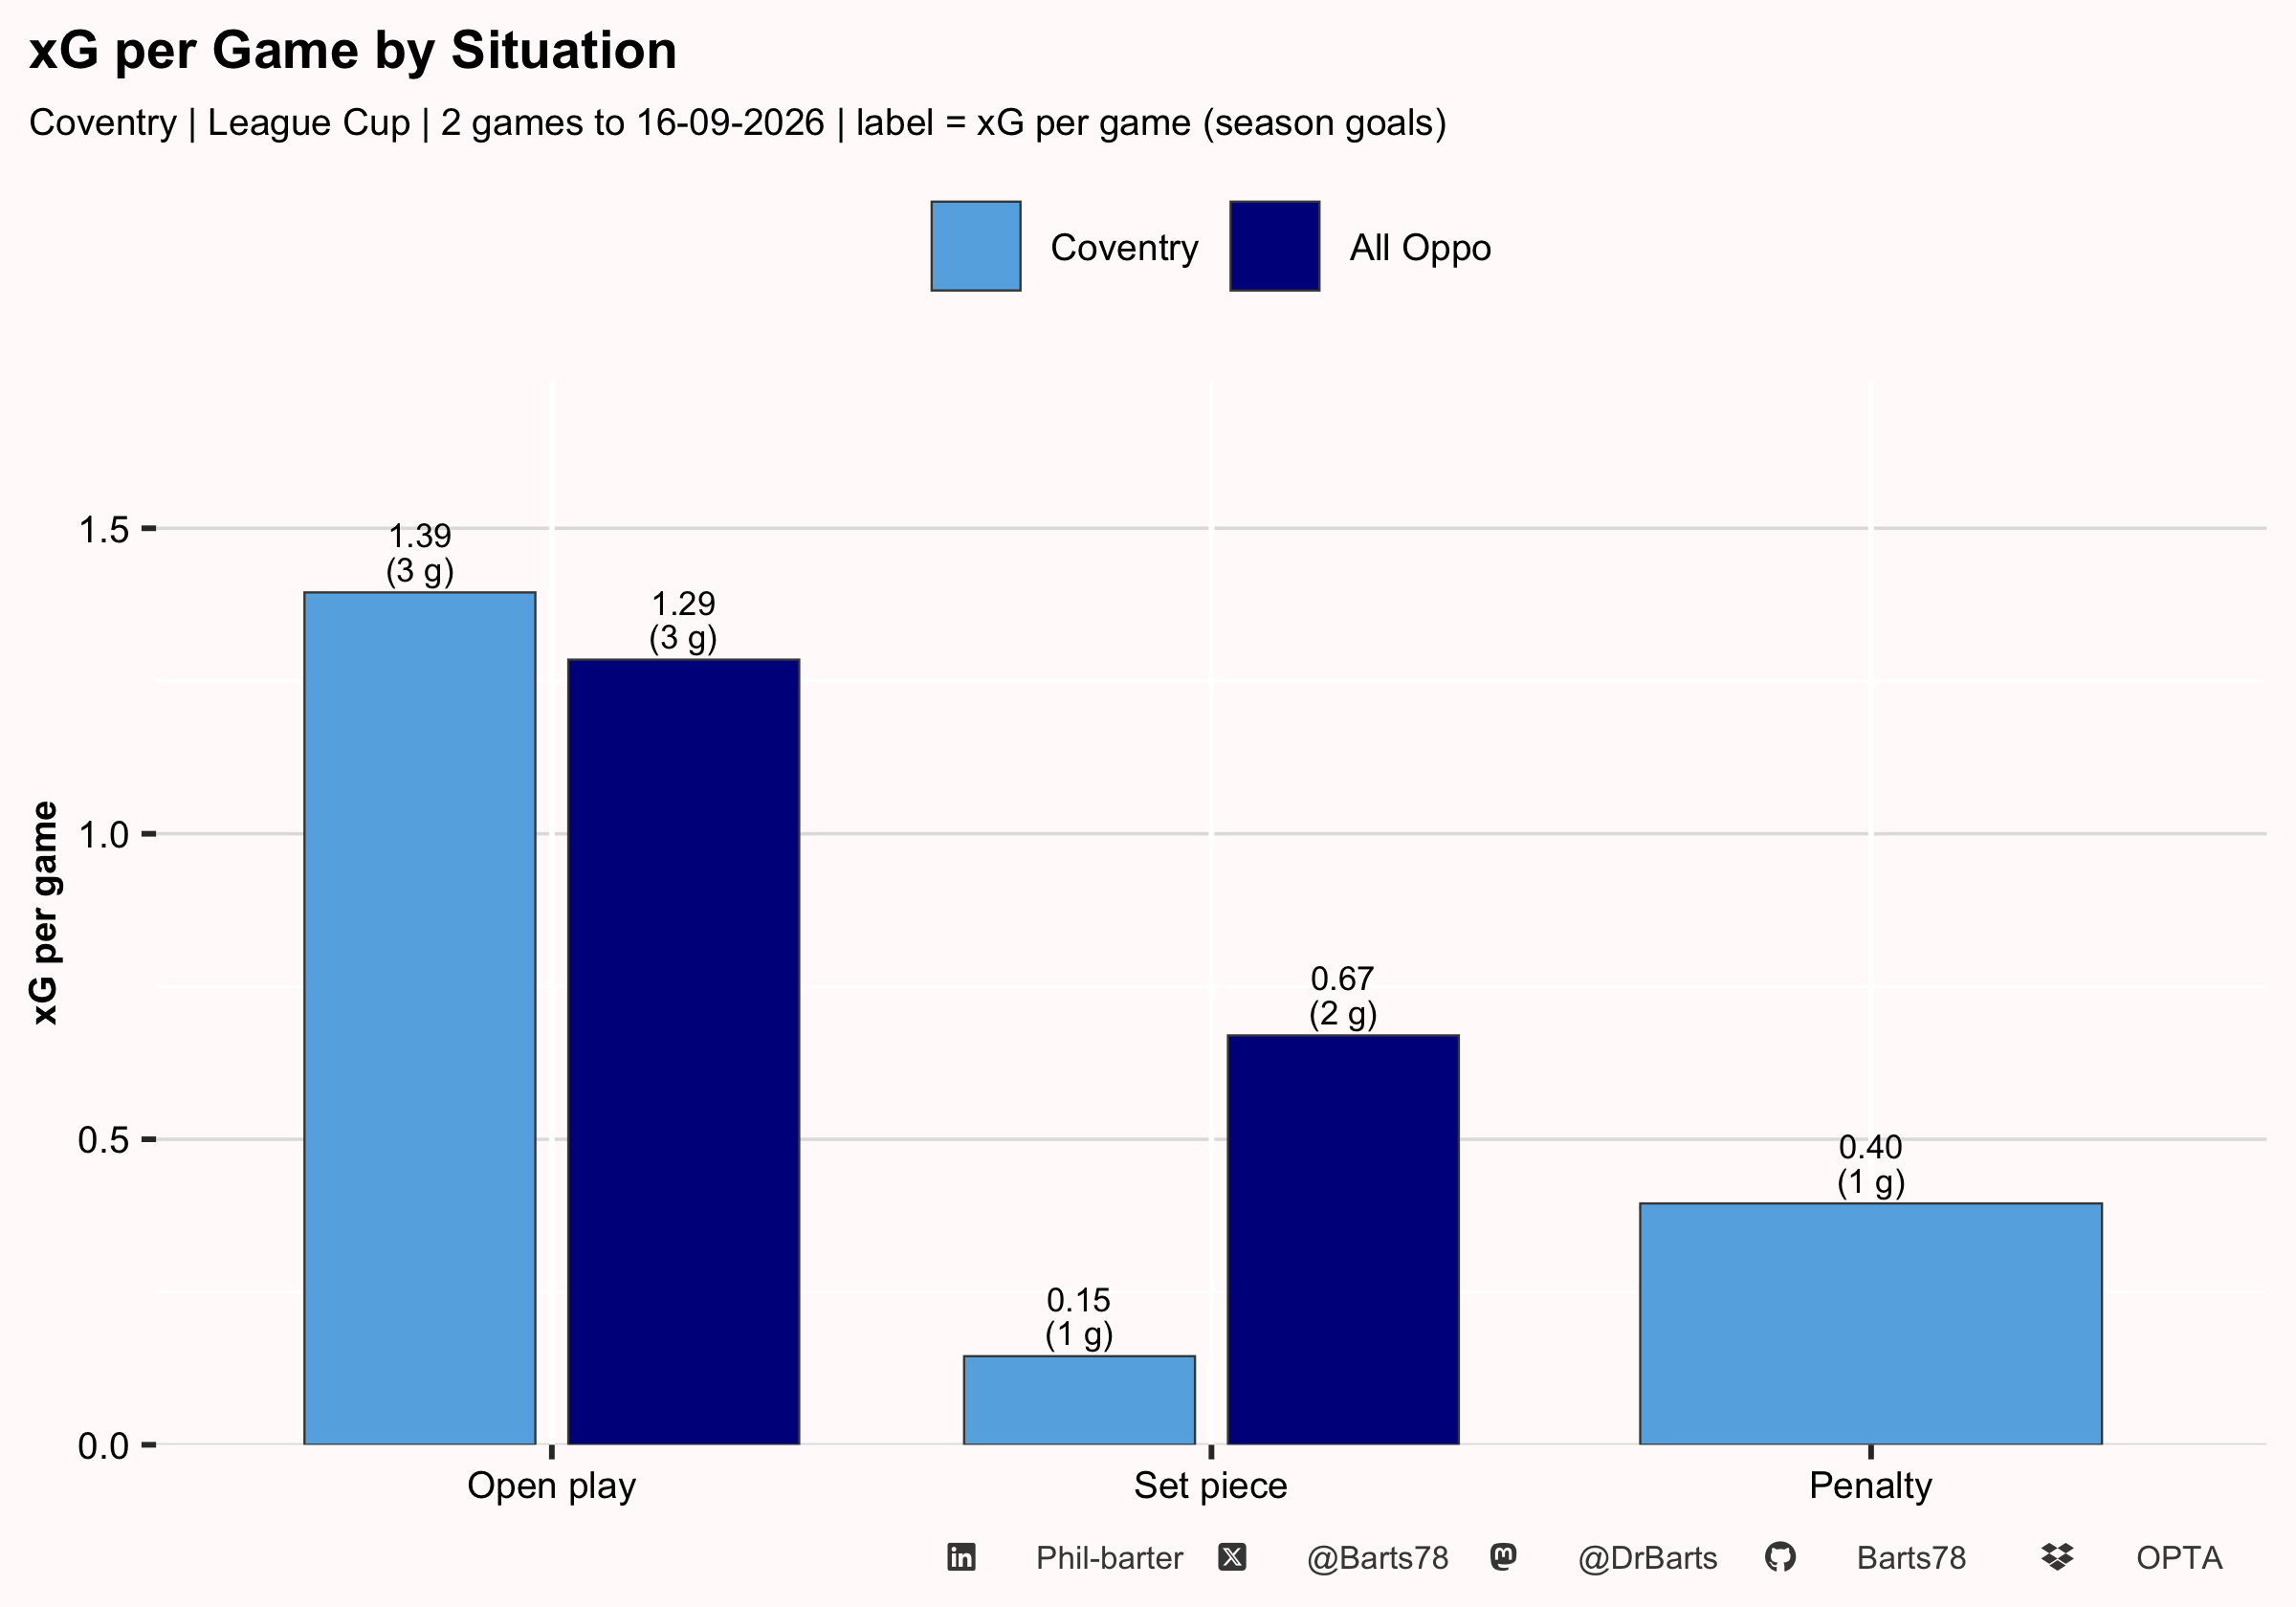 xG per Game by Situation
Coventry | League Cup | 2 games to 16-09-2026 | label = xG per game (season goals)
Coventry
All Oppo
xG per game
1.5
1.0
0.5
0.0
1.39
(3 g)
1.29
(3 g)
0.15
(1 g)
0.67
(2 g)
0.40
(1 g)
Open play
Set piece
Penalty
Phil-barter @Barts78 @DrBarts Barts78 OPTA